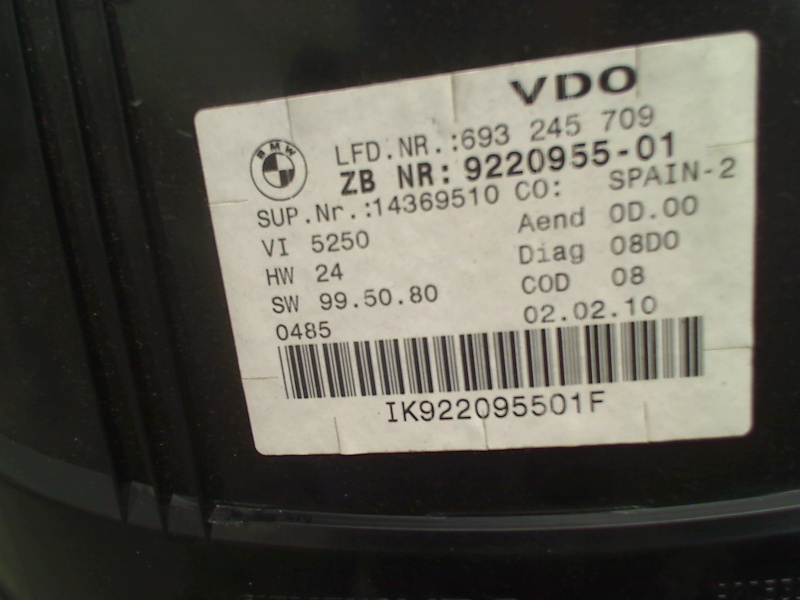 VDO
BMW
LFD.NR.:693 245 709
ZB NR: 9220955-01
SUP.Nr.:14369510 CO: SPAIN-2
VI 5250 Aend 0D.00
HW 24 Diag 08D0
SW 99.50.80 COD 08
0485 02.02.10
IK922095501F